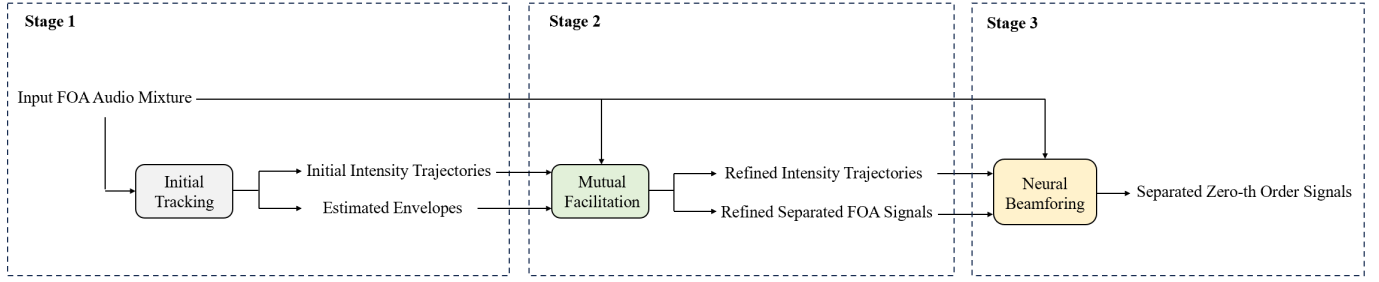 Stage 1
Stage 2
Stage 3
Input FOA Audio Mixture
Initial
Tracking
Initial Intensity Trajectories
Estimated Envelopes
Mutual
Facilitation
Refined Intensity Trajectories
Refined Separated FOA Signals
Neural
Beamforing
Separated Zero-th Order Signals